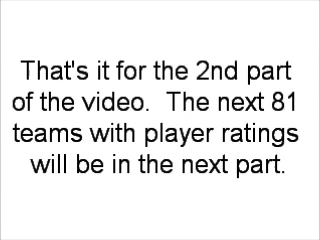 That's it for the 2nd part
of the video.  The next 81
teams with player ratings
will be in the next part.